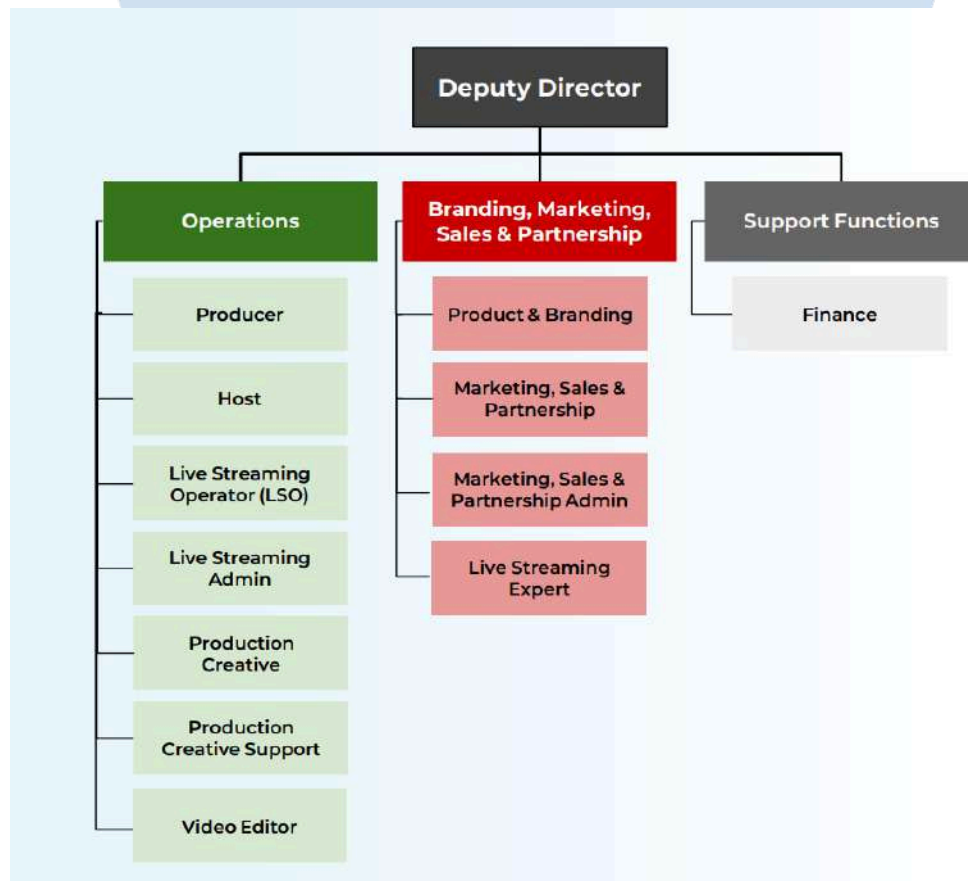 Deputy Director
Operations
Branding, Marketing,
Sales & Partnership
Support Functions
Producer
Host
Live Streaming
Operator (LSO)
Live Streaming
Admin
Production
Creative
Production
Creative Support
Video Editor
Product & Branding
Marketing, Sales &
Partnership
Marketing, Sales &
Partnership Admin
Live Streaming
Expert
Finance